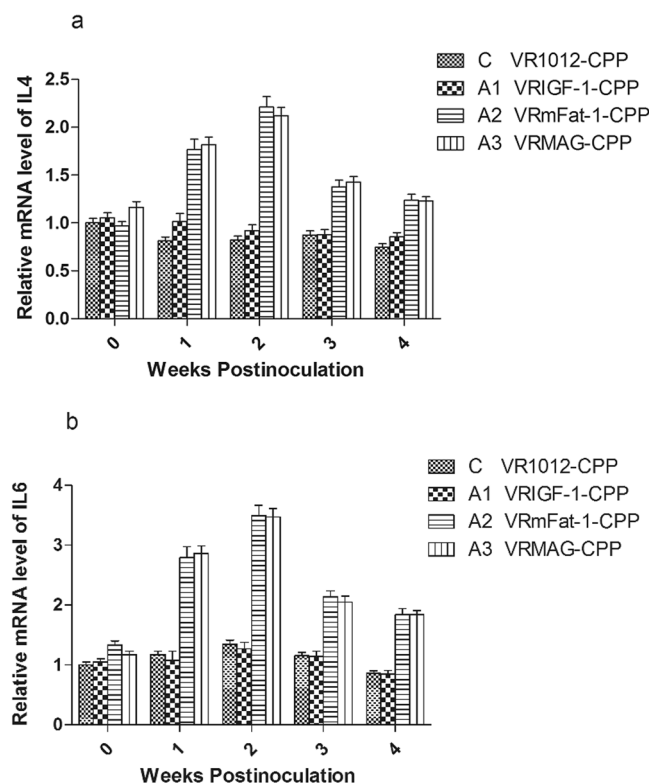 a
C VR1012-CPP
A1 VRIGF-1-CPP
A2 VRmFat-1-CPP
A3 VRMAG-CPP
Relative mRNA level of IL4
2.5
2.0
1.5
1.0
0.5
0.0
0 1 2 3 4
Weeks Postinoculation
b
C VR1012-CPP
A1 VRIGF-1-CPP
A2 VRmFat-1-CPP
A3 VRMAG-CPP
Relative mRNA level of IL6
4
3
2
1
0
0 1 2 3 4
Weeks Postinoculation